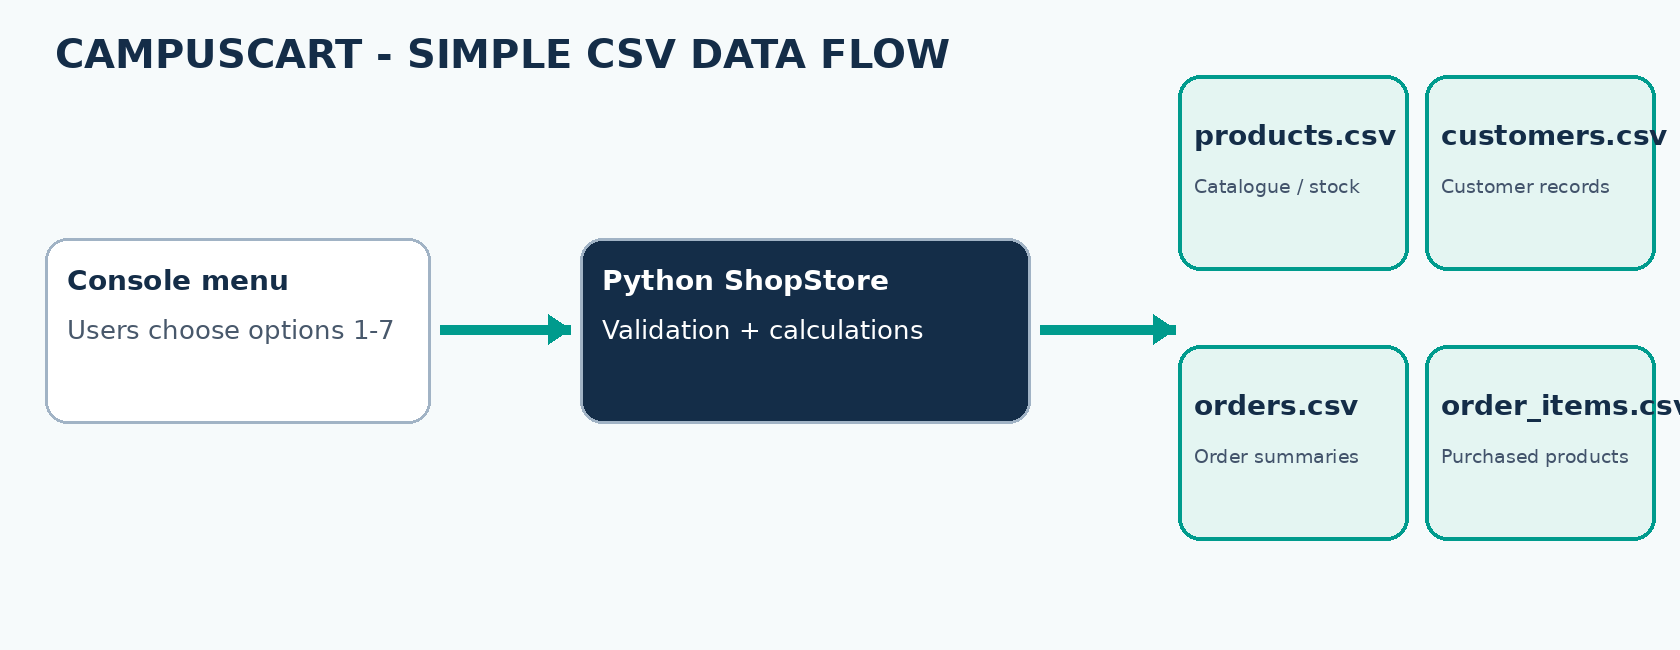 CAMPUSCART - SIMPLE CSV DATA FLOW
Console menu
Users choose options 1-7
Python ShopStore
Validation + calculations
products.csv
Catalogue / stock
customers.csv
Customer records
orders.csv
Order summaries
order_items.csv
Purchased products